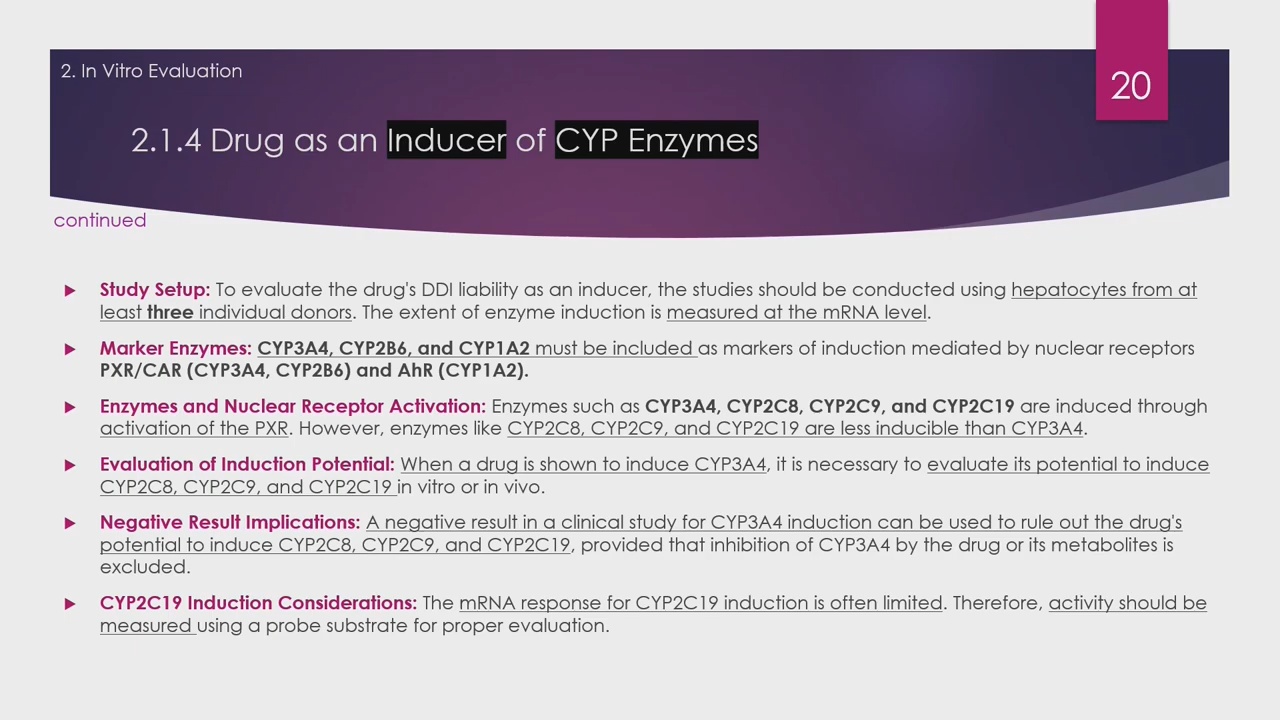 2. In Vitro Evaluation
20
2.1.4 Drug as an Inducer of CYP Enzymes
continued
Study Setup: To evaluate the drug's DDI liability as an inducer, the studies should be conducted using hepatocytes from at
least three individual donors. The extent of enzyme induction is measured at the mRNA level.
Marker Enzymes: CYP3A4, CYP2B6, and CYP1A2 must be included as markers of induction mediated by nuclear receptors
PXR/CAR (CYP3A4, CYP2B6) and AhR (CYP1A2).
Enzymes and Nuclear Receptor Activation: Enzymes such as CYP3A4, CYP2C8, CYP2C9, and CYP2C19 are induced through
activation of the PXR. However, enzymes like CYP2C8, CYP2C9, and CYP2C19 are less inducible than CYP3A4.
Evaluation of Induction Potential: When a drug is shown to induce CYP3A4, it is necessary to evaluate its potential to induce
CYP2C8, CYP2C9, and CYP2C19 in vitro or in vivo.
Negative Result Implications: A negative result in a clinical study for CYP3A4 induction can be used to rule out the drug's
potential to induce CYP2C8, CYP2C9, and CYP2C19, provided that inhibition of CYP3A4 by the drug or its metabolites is
excluded.
CYP2C19 Induction Considerations: The mRNA response for CYP2C19 induction is often limited. Therefore, activity should be
measured using a probe substrate for proper evaluation.